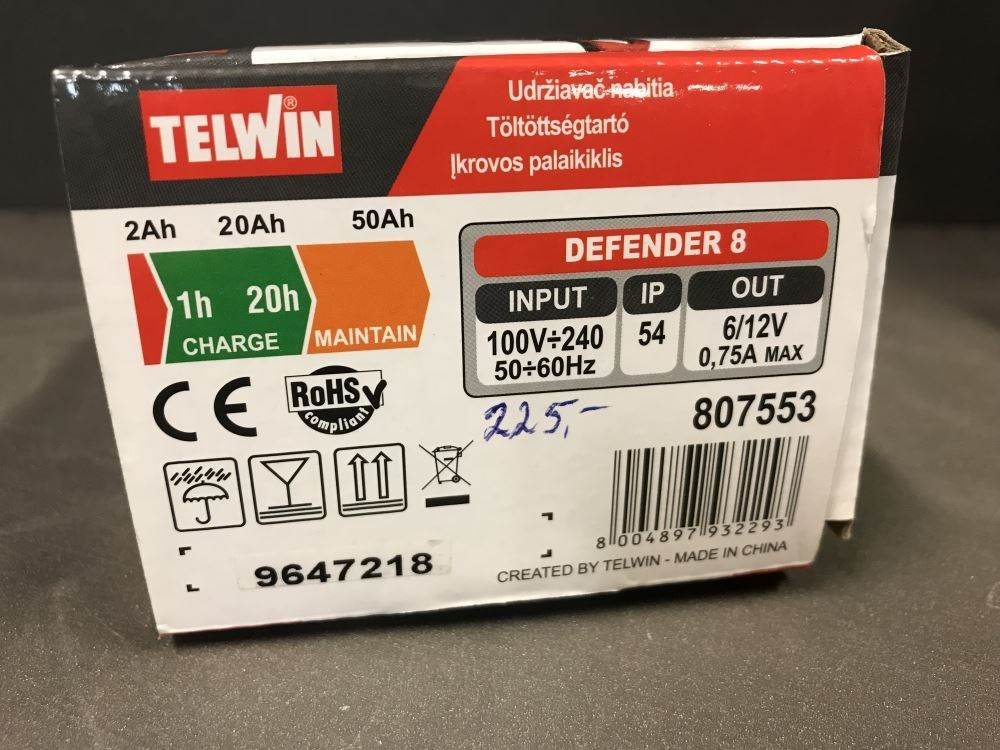 TELWIN®
Udržiavač nabitia
Töltöttségtartó
Įkrovos palaikiklis
2Ah 20Ah 50Ah
1h 20h
CHARGE MAINTAIN
DEFENDER 8
INPUT IP OUT
100V÷240 54 6/12V
50÷60Hz 0,75A MAX
CE RoHS
compliant
225,-
807553
8 004897 932293
9647218
CREATED BY TELWIN - MADE IN CHINA